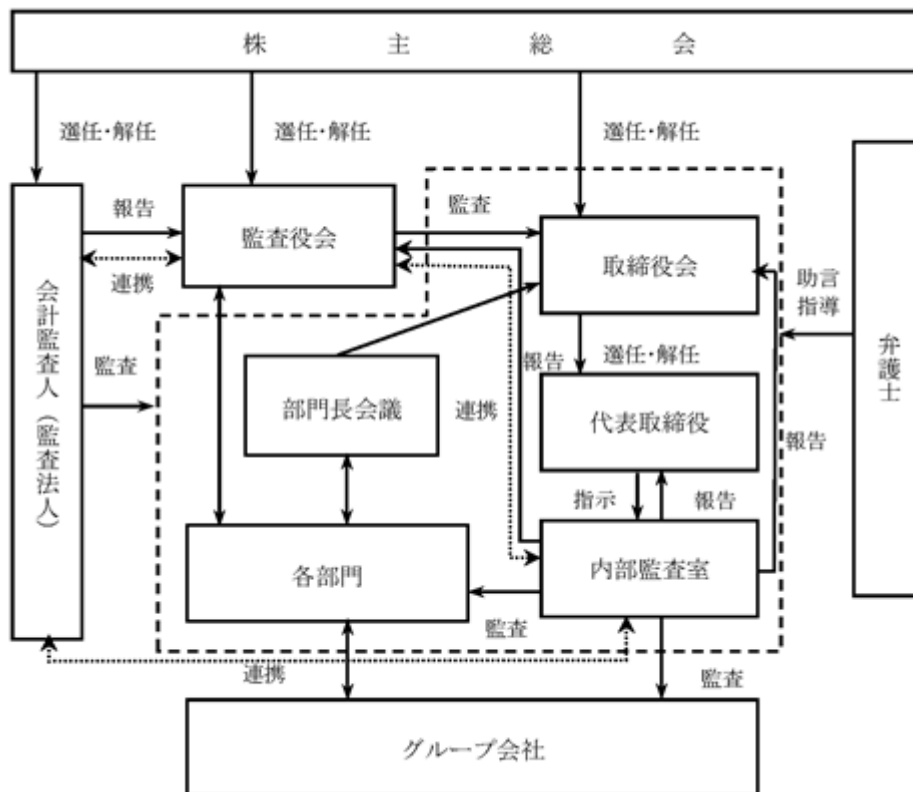 株主総会
選任・解任
選任・解任
選任・解任
報告
監査役会
監査
取締役会
連携
助言
指導
会計監査人（監査法人）
弁護士
監査
部門長会議
報告
選任・解任
連携
代表取締役
報告
指示
報告
各部門
内部監査室
監査
連携
監査
グループ会社